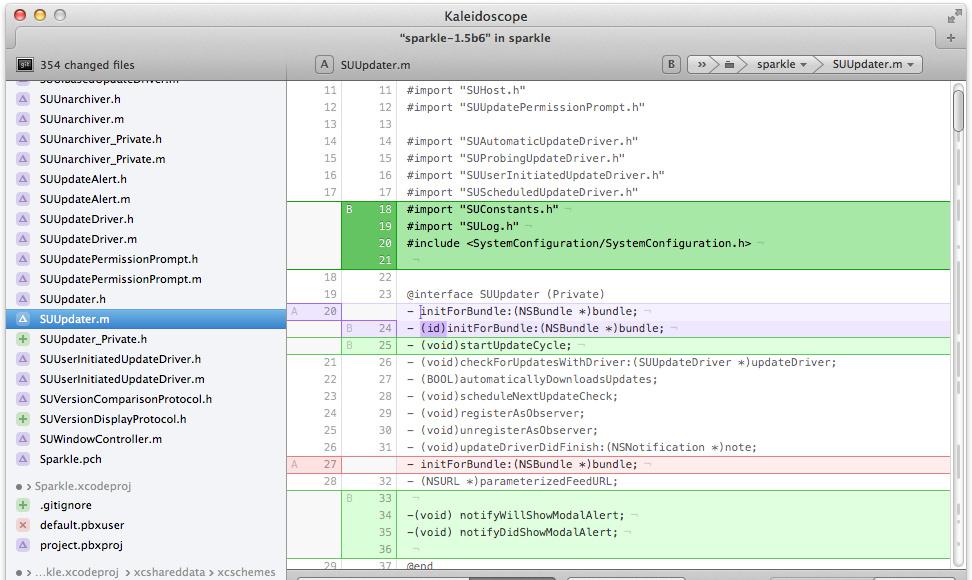 Kaleidoscope
"sparkle-1.5b6" in sparkle
git 354 changed files
A SUUpdater.m
B » sparkle SUUpdater.m
SUUIBasedUpdateDriver.m
SUUnarchiver.h
SUUnarchiver.m
SUUnarchiver_Private.h
SUUnarchiver_Private.m
SUUpdateAlert.h
SUUpdateAlert.m
SUUpdateDriver.h
SUUpdateDriver.m
SUUpdatePermissionPrompt.h
SUUpdatePermissionPrompt.m
SUUpdater.h
SUUpdater.m
SUUpdater_Private.h
SUUserInitiatedUpdateDriver.h
SUUserInitiatedUpdateDriver.m
SUVersionComparisonProtocol.h
SUVersionDisplayProtocol.h
SUWindowController.m
Sparkle.pch
Sparkle.xcodeproj
.gitignore
default.pbxuser
project.pbxproj
...kle.xcodeproj › xcshareddata › xcschemes
11 11 #import "SUHost.h"
12 12 #import "SUUpdatePermissionPrompt.h"
13 13
14 14 #import "SUAutomaticUpdateDriver.h"
15 15 #import "SUProbingUpdateDriver.h"
16 16 #import "SUUserInitiatedUpdateDriver.h"
17 17 #import "SUScheduledUpdateDriver.h"
B 18 #import "SUConstants.h" ¬
19 #import "SULog.h" ¬
20 #include <SystemConfiguration/SystemConfiguration.h> ¬
21 ¬
18 22
19 23 @interface SUUpdater (Private)
A 20 - initForBundle:(NSBundle *)bundle; ¬
B 24 - (id)initForBundle:(NSBundle *)bundle; ¬
B 25 - (void)startUpdateCycle; ¬
21 26 - (void)checkForUpdatesWithDriver:(SUUpdateDriver *)updateDriver;
22 27 - (BOOL)automaticallyDownloadsUpdates;
23 28 - (void)scheduleNextUpdateCheck;
24 29 - (void)registerAsObserver;
25 30 - (void)unregisterAsObserver;
26 31 - (void)updateDriverDidFinish:(NSNotification *)note;
A 27 - initForBundle:(NSBundle *)bundle; ¬
28 32 - (NSURL *)parameterizedFeedURL;
B 33 ¬
34 -(void) notifyWillShowModalAlert; ¬
35 -(void) notifyDidShowModalAlert; ¬
36 ¬
29 37 @end